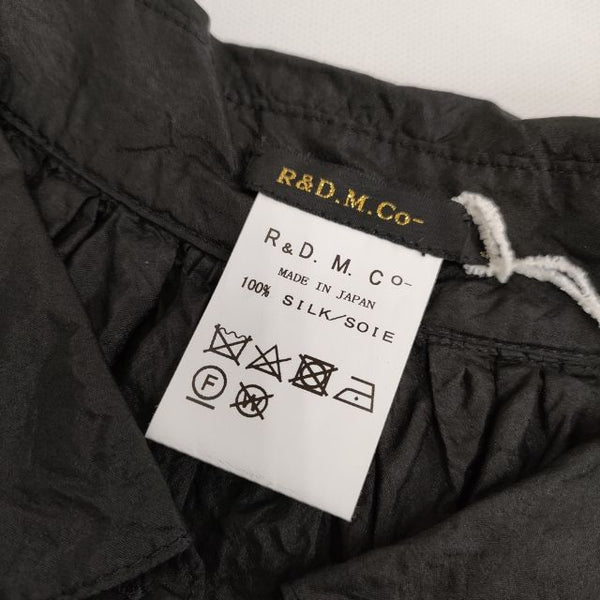 R&D.M.Co-
R&D.M.Co-
MADE IN JAPAN
100% SILK/SOIE
F
W